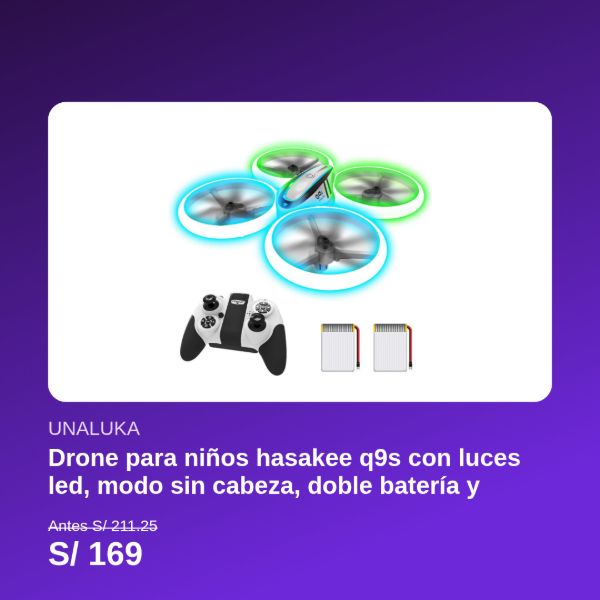 UNALUKA
Drone para niños hasakee q9s con luces
led, modo sin cabeza, doble batería y
Antes S/ 211.25
S/ 169